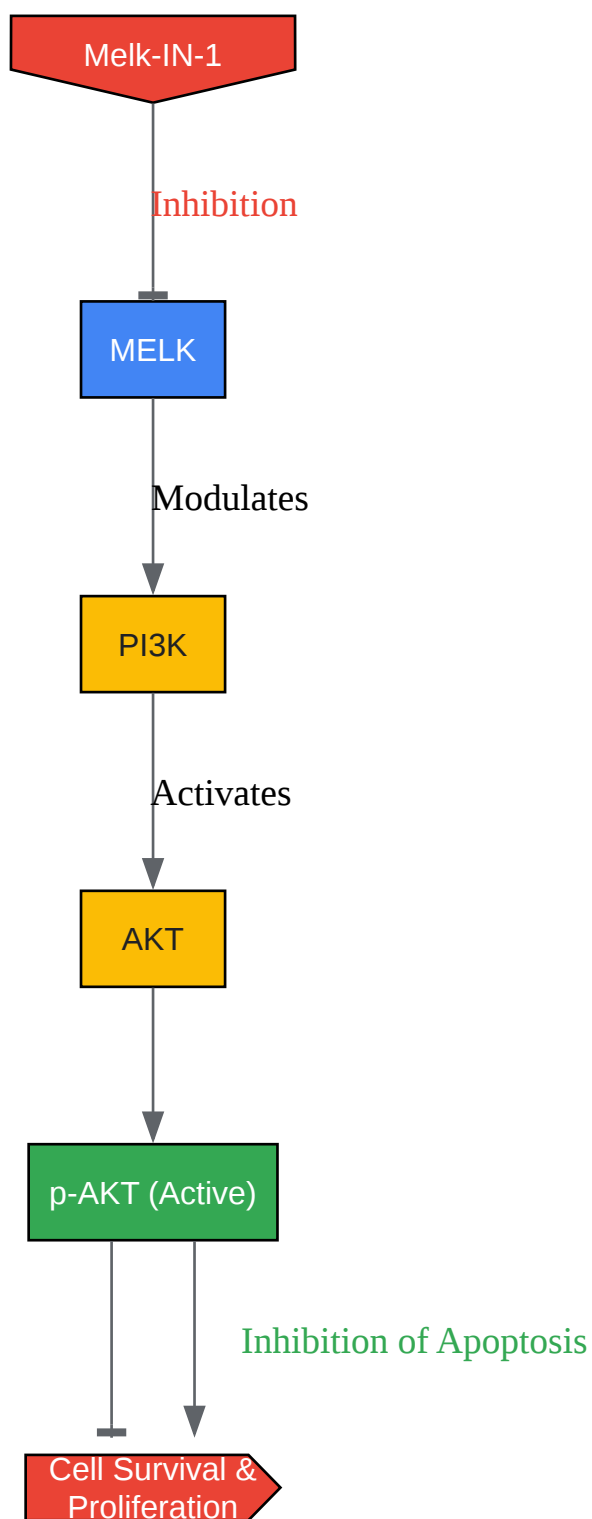 Melk-IN-1
Inhibition
MELK
Modulates
PI3K
Activates
AKT
p-AKT (Active)
Inhibition of Apoptosis
Cell Survival &
Proliferation